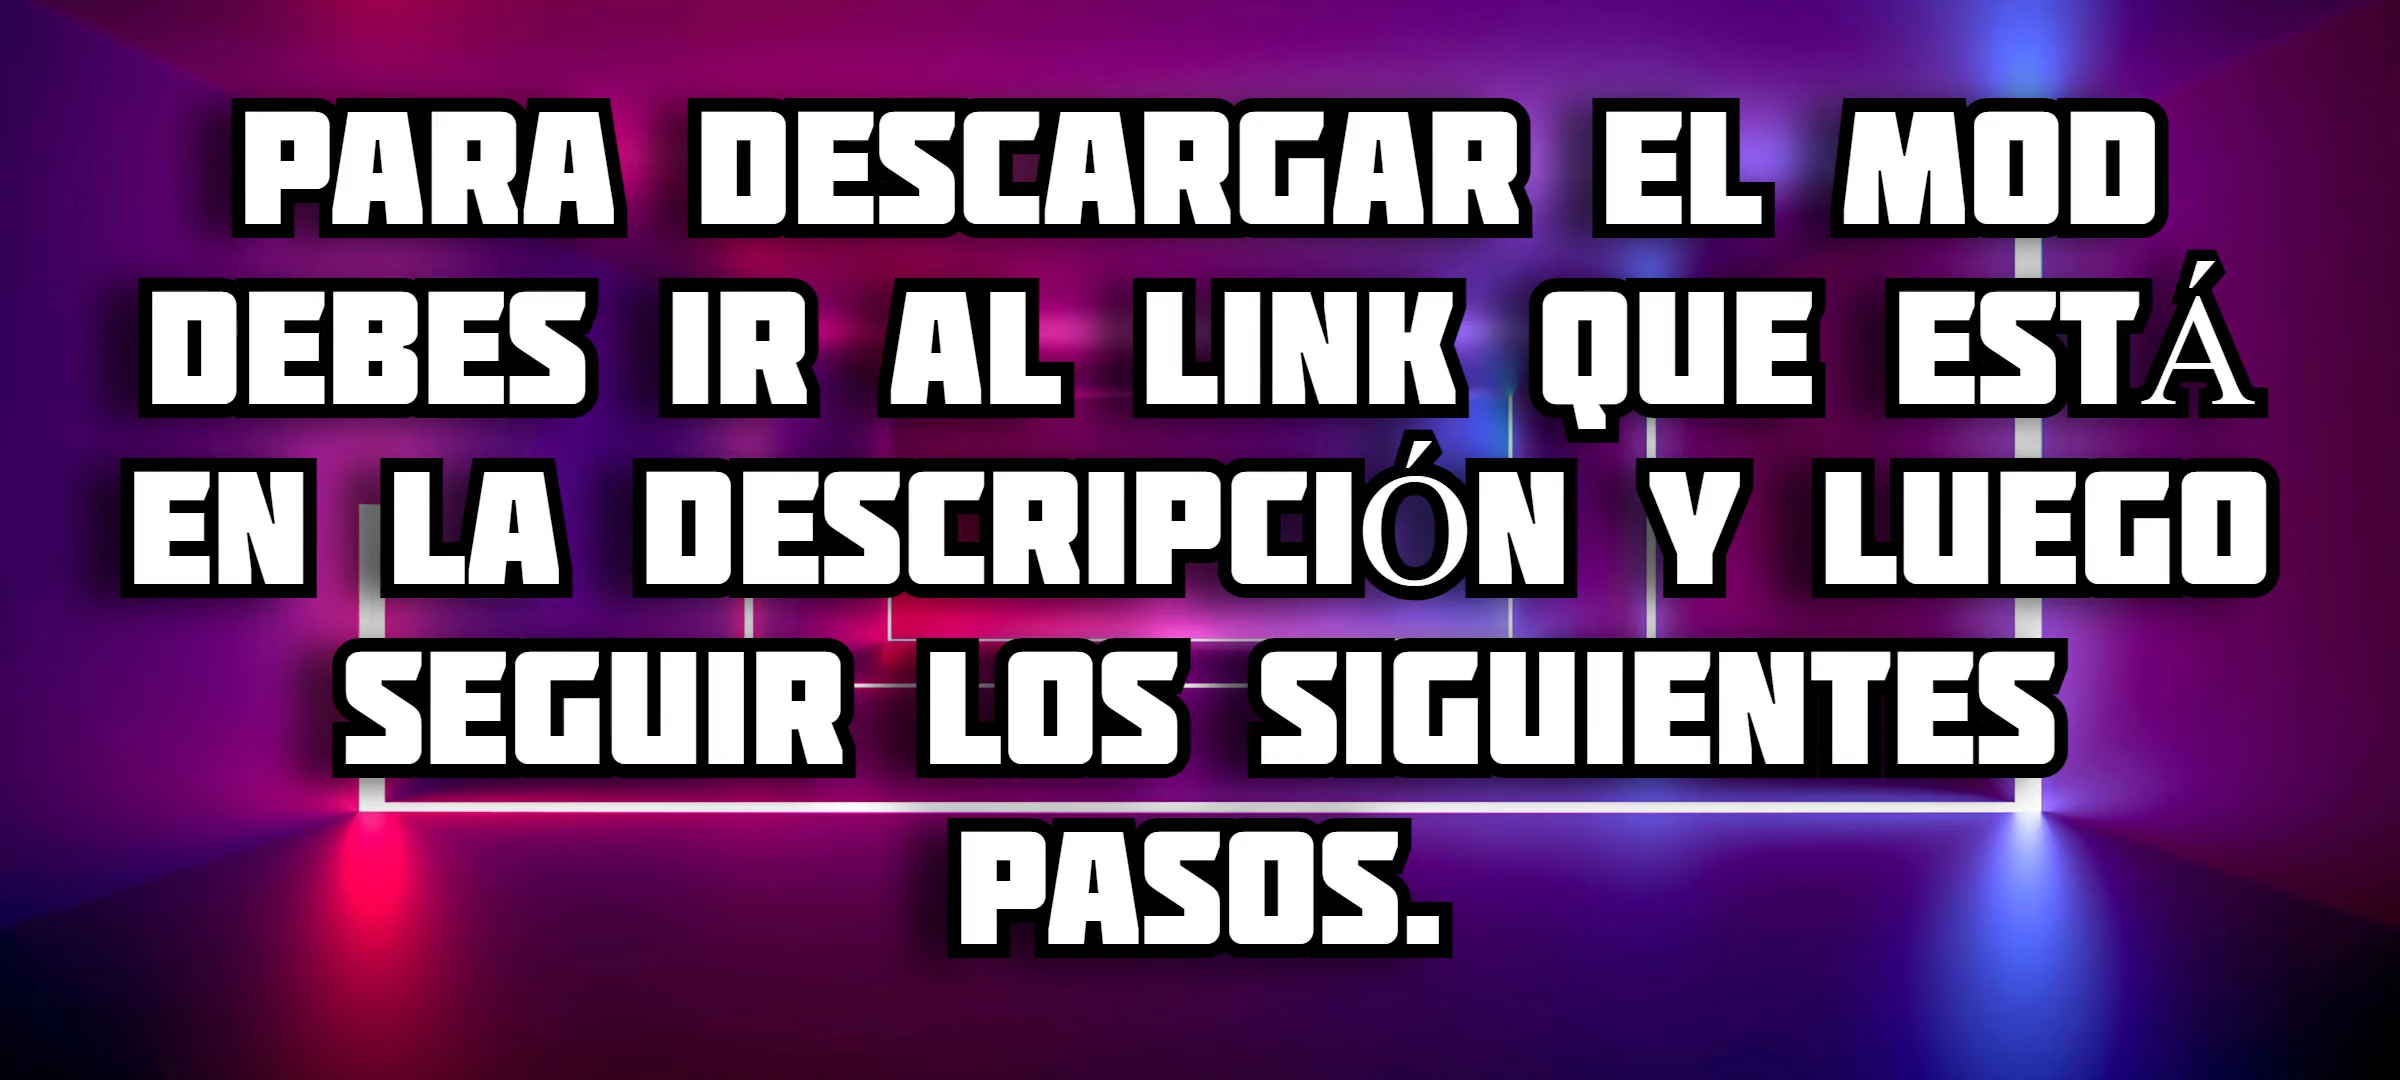 PARA DESCARGAR EL MOD
DEBES IR AL LINK QUE ESTÁ
EN LA DESCRIPCIÓN Y LUEGO
SEGUIR LOS SIGUIENTES
PASOS.